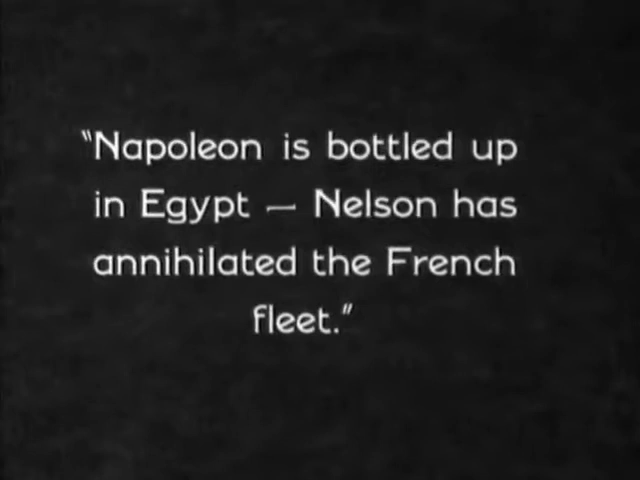 "Napoleon is bottled up
in Egypt — Nelson has
annihilated the French
fleet."